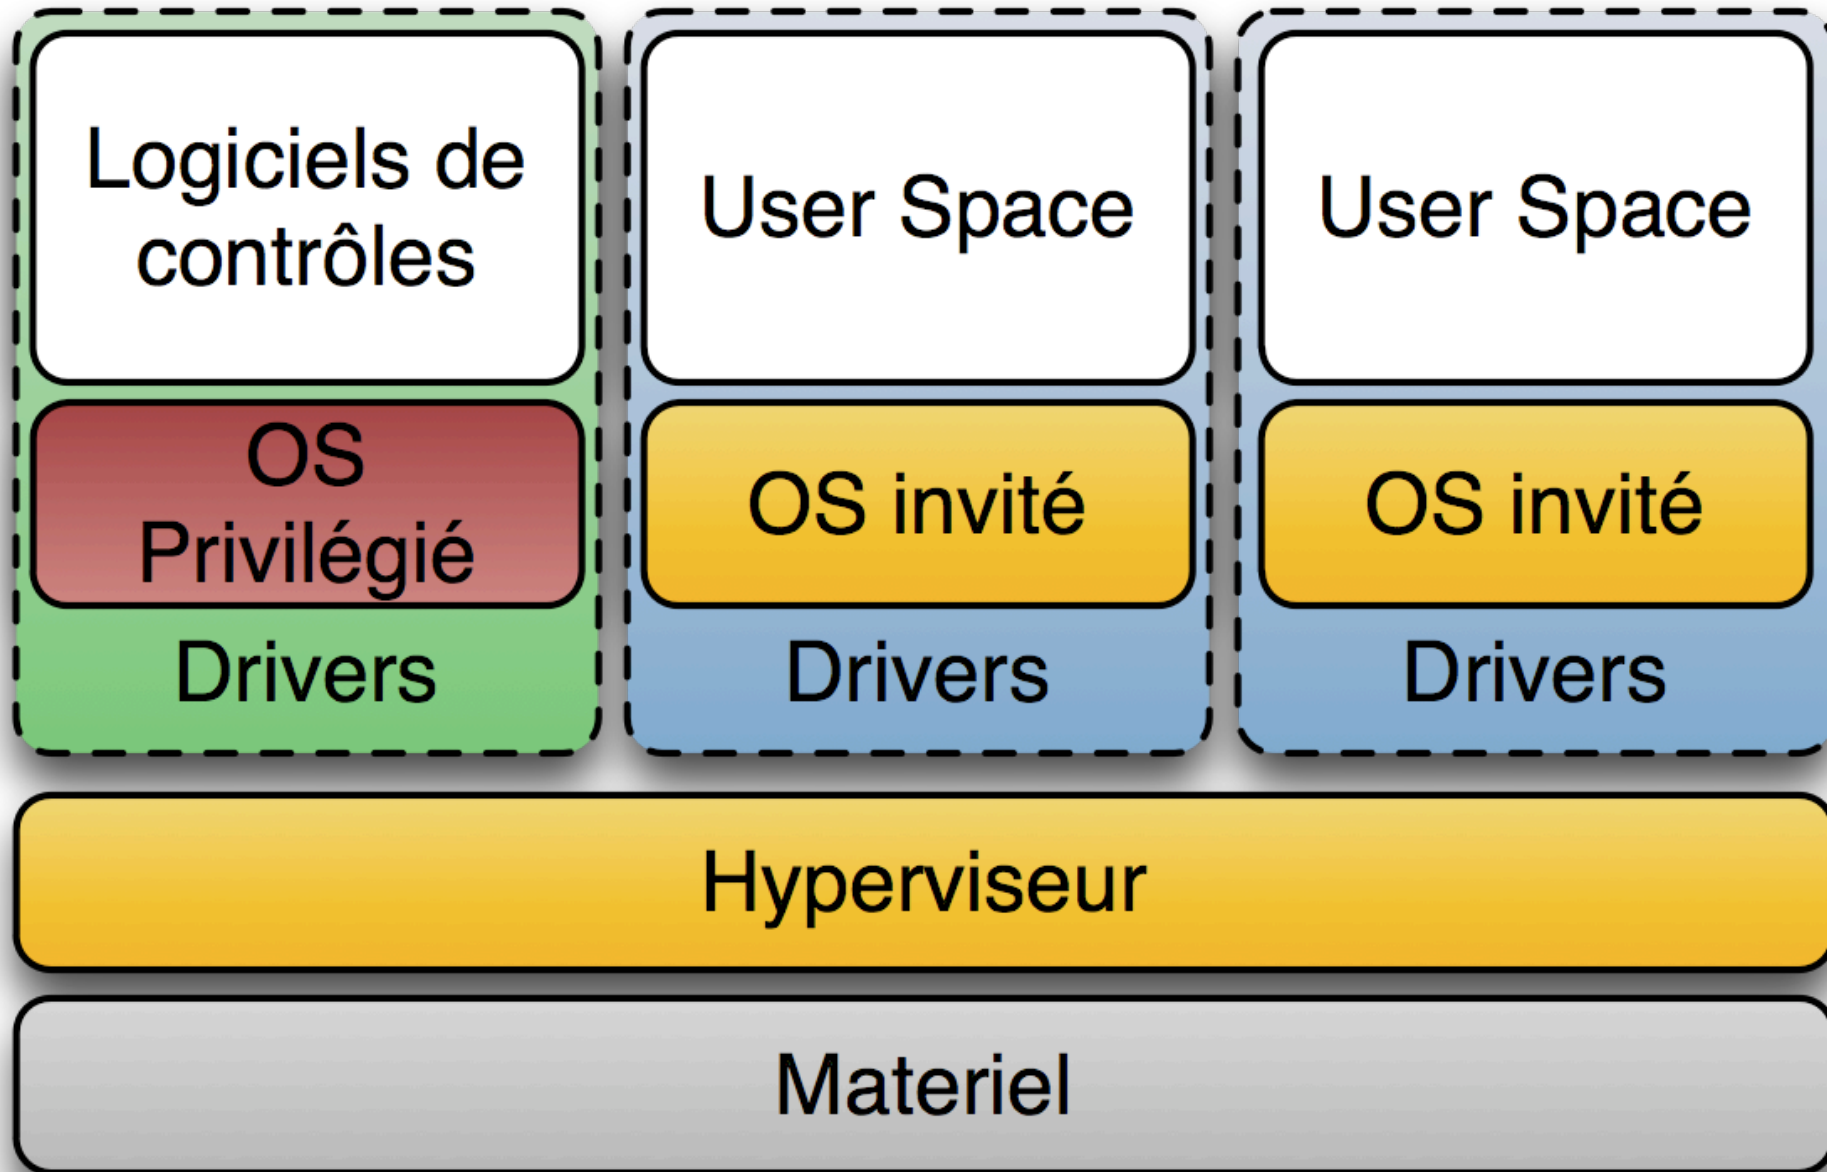 Logiciels de
contrôles
User Space
User Space
OS
Privilégié
OS invité
OS invité
Drivers
Drivers
Drivers
Hyperviseur
Materiel